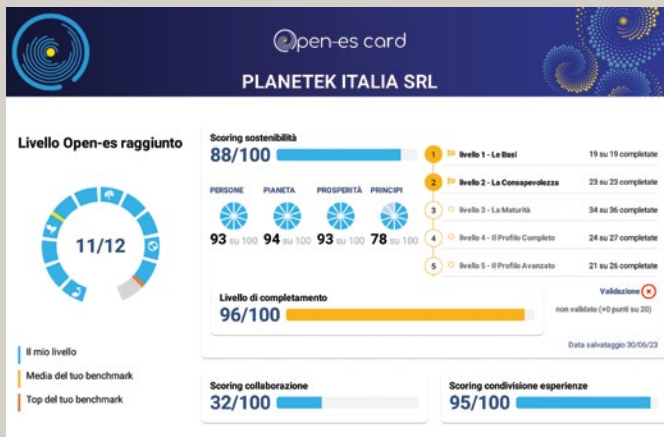 Open-es card
PLANETEK ITALIA SRL
Livello Open-es raggiunto
11/12
Il mio livello
Media del tuo benchmark
Top del tuo benchmark
Scoring sostenibilità
88/100
PERSONE PIANETA PROSPERITÀ PRINCIPI
93 su 100 94 su 100 93 su 100 78 su 100
1 livello 1 - Le Basi 19 su 19 completate
2 livello 2 - La Consapevolezza 23 su 23 completate
3 livello 3 - La Maturità 34 su 36 completate
4 livello 4 - Il Profilo Completo 24 su 27 completate
5 livello 5 - Il Profilo Avanzato 21 su 26 completate
Livello di completamento
96/100
Validazione
non validato (+0 punti su 20)
Data salvataggio 30/06/23
Scoring collaborazione
32/100
Scoring condivisione esperienze
95/100